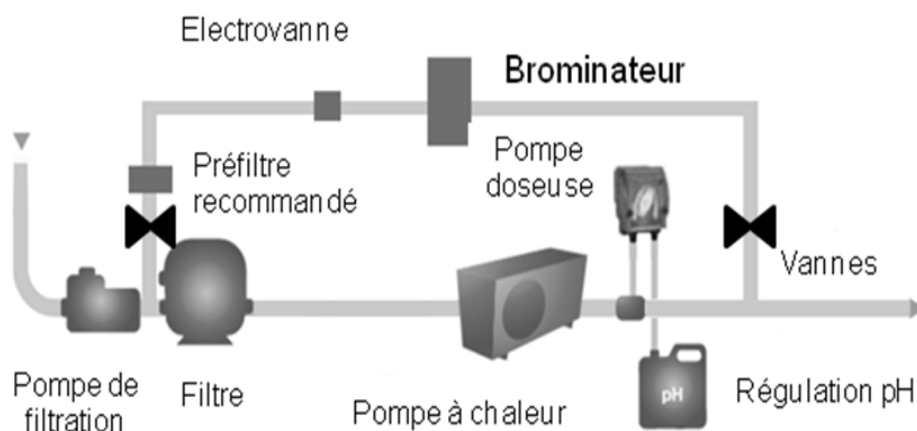 Electrovanne
Brominateur
Préfiltre
recommandé
Pompe
doseuse
Vannes
Pompe de
filtration
Filtre
Pompe à chaleur
pH
Régulation pH